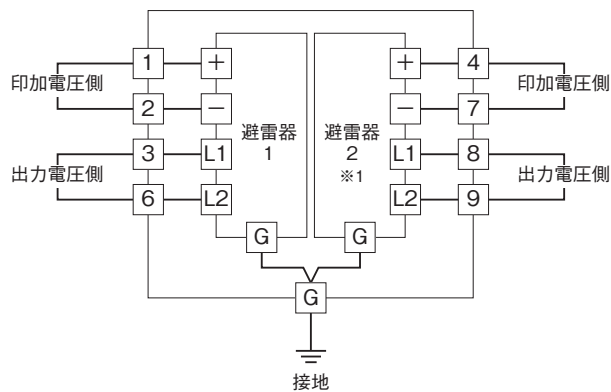 1 + + 4
印加電圧側 印加電圧側
2 − − 7
避雷器 避雷器
1 2
※1
3 L1 L1 8
出力電圧側 出力電圧側
6 L2 L2 9
G G
G
接地